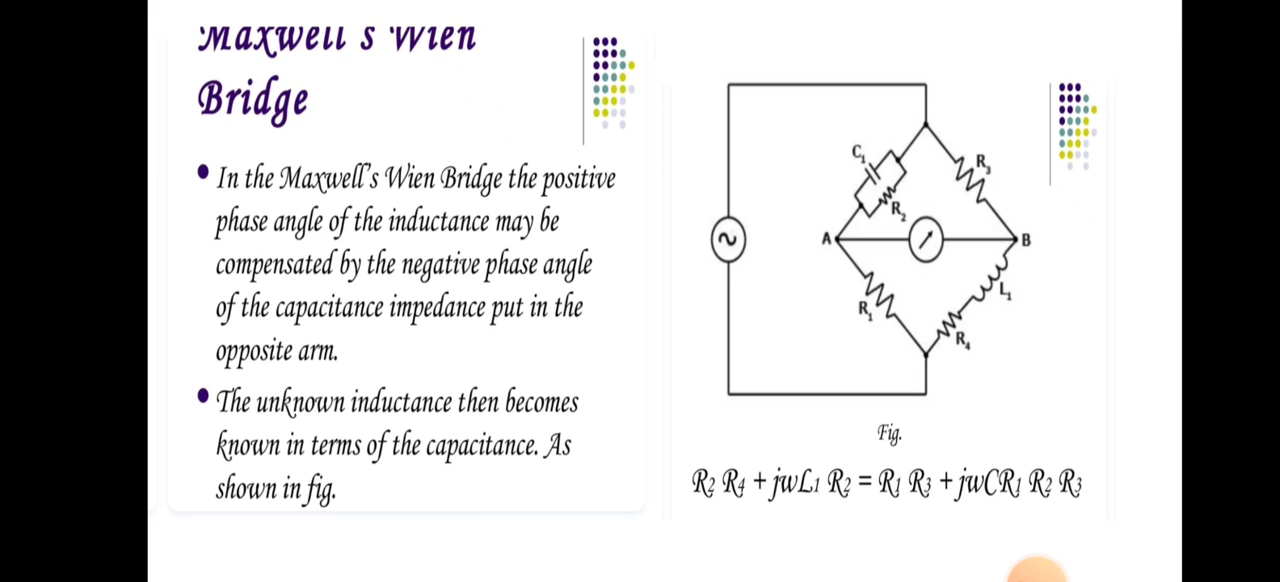 Maxwell's Wien
Bridge
• In the Maxwell's Wien Bridge the positive
phase angle of the inductance may be
compensated by the negative phase angle
of the capacitance impedance put in the
opposite arm.
• The unknown inductance then becomes
known in terms of the capacitance. As
shown in fig.
C₁
R₂
R₃
A
B
R₁
L₁
R₄
Fig.
R₂ R₄ + jwL₁ R₂ = R₁ R₃ + jwCR₁ R₂ R₃